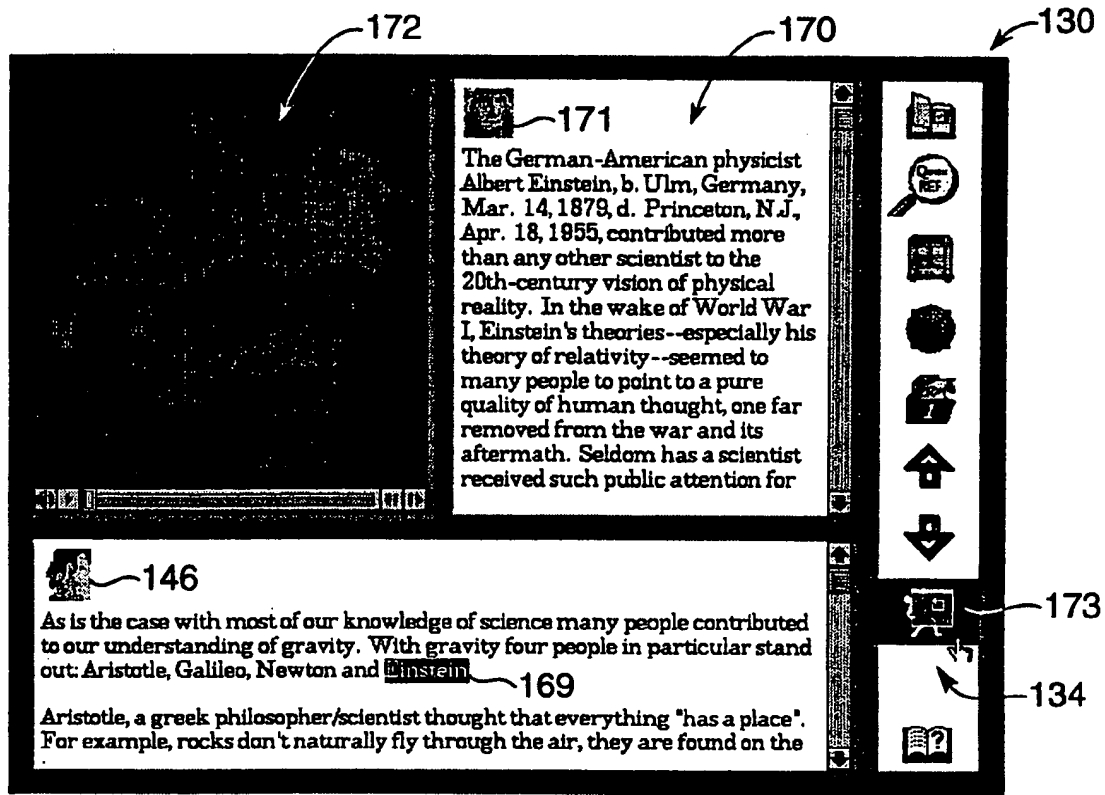 172
170
130
171
The German-American physicist
Albert Einstein, b. Ulm, Germany,
Mar. 14, 1879, d. Princeton, N.J.,
Apr. 18, 1955, contributed more
than any other scientist to the
20th-century vision of physical
reality. In the wake of World War
I, Einstein's theories--especially his
theory of relativity--seemed to
many people to point to a pure
quality of human thought, one far
removed from the war and its
aftermath. Seldom has a scientist
received such public attention for
QUICK
REF.
146
As is the case with most of our knowledge of science many people contributed
to our understanding of gravity. With gravity four people in particular stand
out: Aristotle, Galileo, Newton and Einstein
169
Aristotle, a greek philosopher/scientist thought that everything "has a place".
For example, rocks don't naturally fly through the air, they are found on the
173
134
?